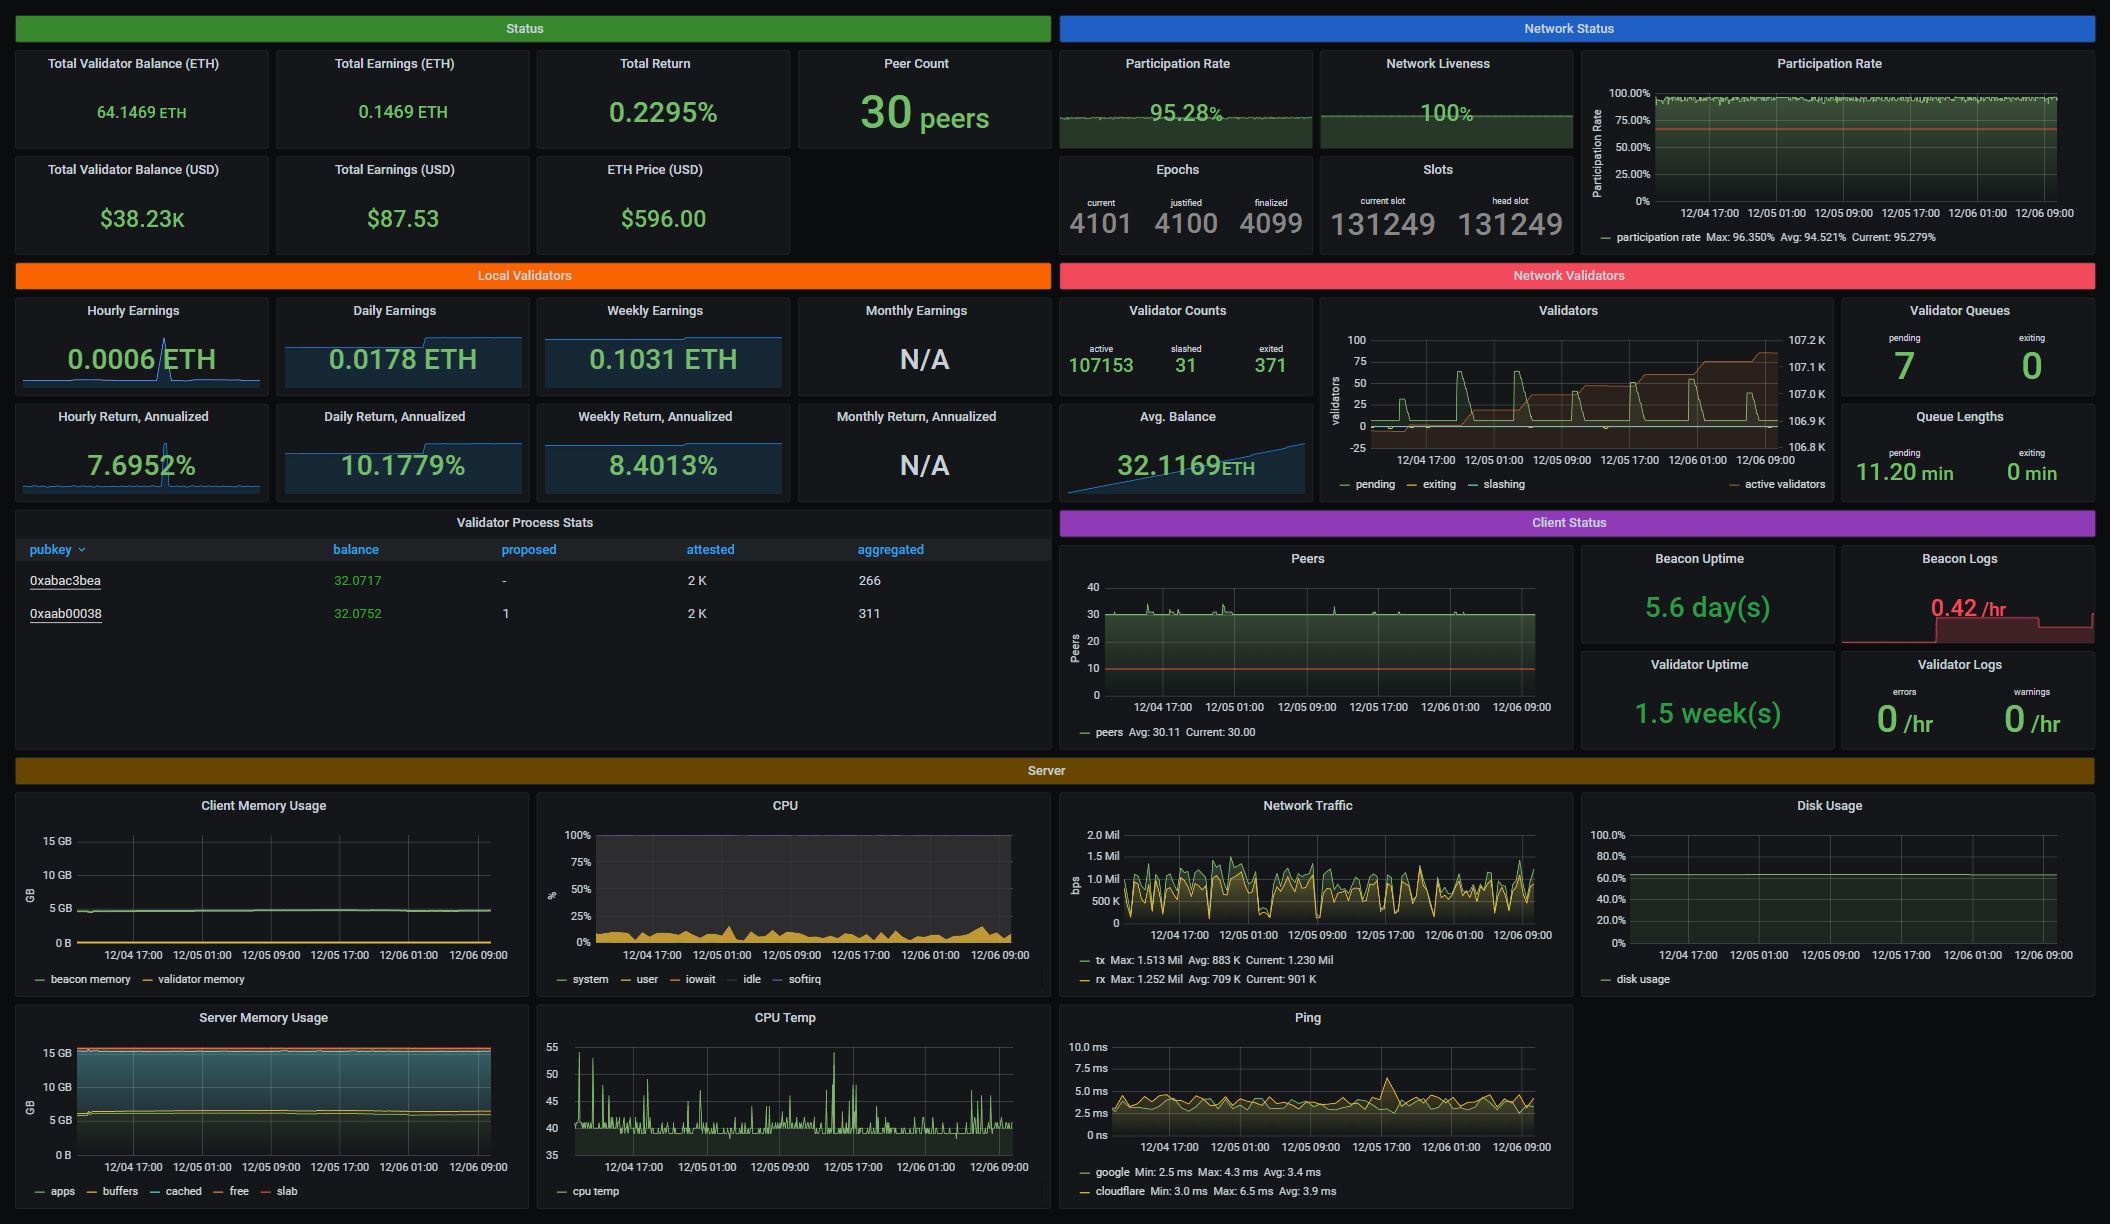 Status
Total Validator Balance (ETH)
64.1469 ETH
Total Earnings (ETH)
0.1469 ETH
Total Return
0.2295%
Peer Count
30 peers
Total Validator Balance (USD)
$38.23K
Total Earnings (USD)
$87.53
ETH Price (USD)
$596.00
Network Status
Participation Rate
95.28%
Network Liveness
100%
Epochs
current justified finalized
4101 4100 4099
Slots
current slot head slot
131249 131249
Participation Rate
Participation Rate
100.00%
75.00%
50.00%
25.00%
0%
12/04 17:00 12/05 01:00 12/05 09:00 12/05 17:00 12/06 01:00 12/06 09:00
participation rate Max: 96.350% Avg: 94.521% Current: 95.279%
Local Validators
Hourly Earnings
0.0006 ETH
Daily Earnings
0.0178 ETH
Weekly Earnings
0.1031 ETH
Monthly Earnings
N/A
Hourly Return, Annualized
7.6952%
Daily Return, Annualized
10.1779%
Weekly Return, Annualized
8.4013%
Monthly Return, Annualized
N/A
Network Validators
Validator Counts
active slashed exited
107153 31 371
Avg. Balance
32.1169 ETH
Validators
validators
100
75
50
25
0
-25
107.2 K
107.1 K
107.0 K
106.9 K
106.8 K
12/04 17:00 12/05 01:00 12/05 09:00 12/05 17:00 12/06 01:00 12/06 09:00
pending exiting slashing active validators
Validator Queues
pending exiting
7 0
Queue Lengths
pending exiting
11.20 min 0 min
Validator Process Stats
pubkey balance proposed attested aggregated
0xabac3bea 32.0717 - 2 K 266
0xaab00038 32.0752 1 2 K 311
Client Status
Peers
Peers
40
30
20
10
0
12/04 17:00 12/05 01:00 12/05 09:00 12/05 17:00 12/06 01:00 12/06 09:00
peers Avg: 30.11 Current: 30.00
Beacon Uptime
5.6 day(s)
Beacon Logs
0.42 /hr
Validator Uptime
1.5 week(s)
Validator Logs
errors warnings
0 /hr 0 /hr
Server
Client Memory Usage
GB
15 GB
10 GB
5 GB
0 B
12/04 17:00 12/05 01:00 12/05 09:00 12/05 17:00 12/06 01:00 12/06 09:00
beacon memory validator memory
CPU
%
100%
75%
50%
25%
0%
12/04 17:00 12/05 01:00 12/05 09:00 12/05 17:00 12/06 01:00 12/06 09:00
system user iowait idle softirq
Network Traffic
bps
2.0 Mil
1.5 Mil
1.0 Mil
500 K
0
12/04 17:00 12/05 01:00 12/05 09:00 12/05 17:00 12/06 01:00 12/06 09:00
tx Max: 1.513 Mil Avg: 883 K Current: 1.230 Mil
rx Max: 1.252 Mil Avg: 709 K Current: 901 K
Disk Usage
100.0%
80.0%
60.0%
40.0%
20.0%
0%
12/04 17:00 12/05 01:00 12/05 09:00 12/05 17:00 12/06 01:00 12/06 09:00
disk usage
Server Memory Usage
GB
15 GB
10 GB
5 GB
0 B
12/04 17:00 12/05 01:00 12/05 09:00 12/05 17:00 12/06 01:00 12/06 09:00
apps buffers cached free slab
CPU Temp
55
50
45
40
35
12/04 17:00 12/05 01:00 12/05 09:00 12/05 17:00 12/06 01:00 12/06 09:00
cpu temp
Ping
10.0 ms
7.5 ms
5.0 ms
2.5 ms
0 ns
12/04 17:00 12/05 01:00 12/05 09:00 12/05 17:00 12/06 01:00 12/06 09:00
google Min: 2.5 ms Max: 4.3 ms Avg: 3.4 ms
cloudflare Min: 3.0 ms Max: 6.5 ms Avg: 3.9 ms